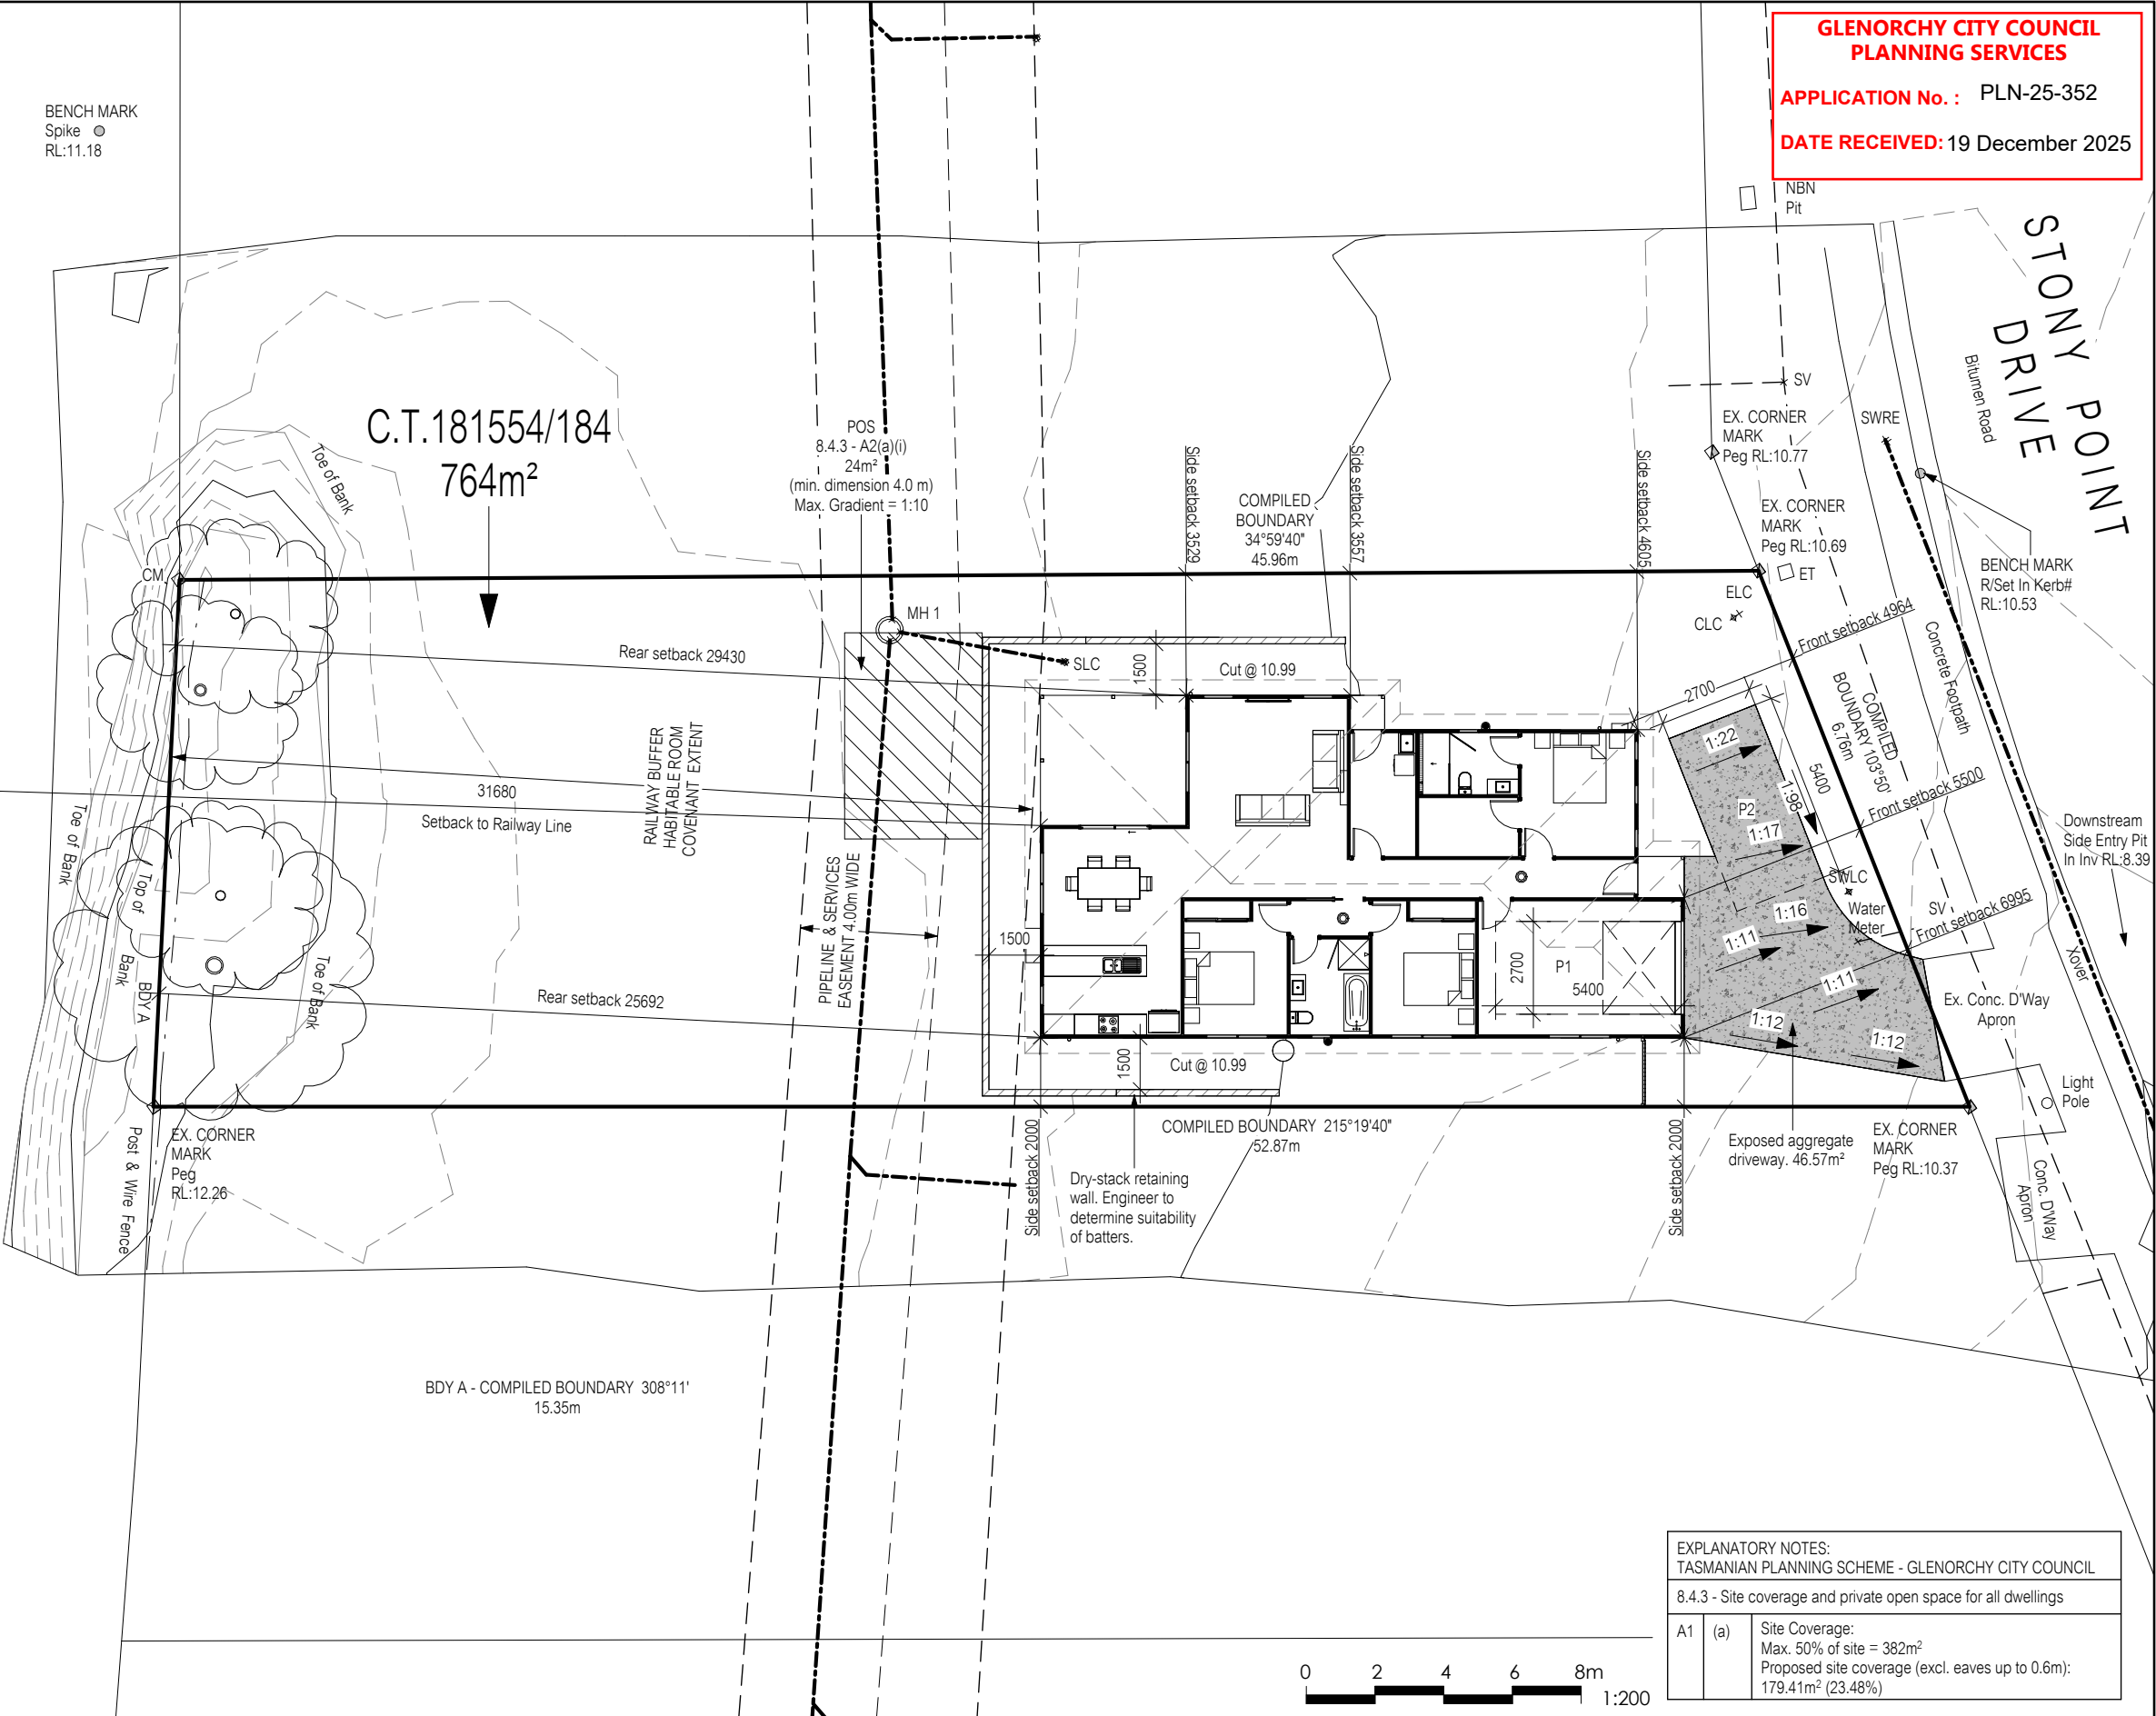 GLENORCHY CITY COUNCIL
PLANNING SERVICES
APPLICATION No. : PLN-25-352
DATE RECEIVED: 19 December 2025
BENCH MARK
Spike
RL:11.18
NBN
Pit
STONY POINT
DRIVE
Bitumen Road
C.T.181554/184
764m²
Toe of Bank
POS
8.4.3 - A2(a)(i)
24m²
(min. dimension 4.0 m)
Max. Gradient = 1:10
Side setback 3529
COMPILED
BOUNDARY
34°59'40"
45.96m
Side setback 3557
Side setback 4605
SV
EX. CORNER
MARK
Peg RL:10.77
SWRE
EX. CORNER
MARK
Peg RL:10.69
ET
BENCH MARK
R/Set In Kerb#
RL:10.53
CM
ELC
CLC
MH 1
SLC
Rear setback 29430
1500
Cut @ 10.99
Front setback 4964
Concrete Footpath
COMPILED
BOUNDARY 103°50'
6.76m
2700
5400
1:22
1:98
P2
1:17
Front setback 5500
RAILWAY BUFFER
HABITABLE ROOM
COVENANT EXTENT
31680
Setback to Railway Line
Downstream
Side Entry Pit
In Inv RL:8.39
Toe of Bank
Top of
Bank
BDY A
Toe of Bank
PIPELINE & SERVICES
EASEMENT 4.00m WIDE
1500
SWLC
Water
Meter
SV
Front setback 6995
1:16
1:11
1:11
1:12
1:12
P1
2700
5400
Xover
Rear setback 25692
Ex. Conc. D'Way
Apron
1500
Cut @ 10.99
Light
Pole
EX. CORNER
MARK
Peg
RL:12.26
Post & Wire Fence
Side setback 2000
COMPILED BOUNDARY 215°19'40"
52.87m
Side setback 2000
Exposed aggregate
driveway. 46.57m²
EX. CORNER
MARK
Peg RL:10.37
Conc. D'Way
Apron
Dry-stack retaining
wall. Engineer to
determine suitability
of batters.
BDY A - COMPILED BOUNDARY 308°11'
15.35m
EXPLANATORY NOTES:
TASMANIAN PLANNING SCHEME - GLENORCHY CITY COUNCIL
8.4.3 - Site coverage and private open space for all dwellings
A1 (a) Site Coverage:
Max. 50% of site = 382m²
Proposed site coverage (excl. eaves up to 0.6m):
179.41m² (23.48%)
0 2 4 6 8m
1:200